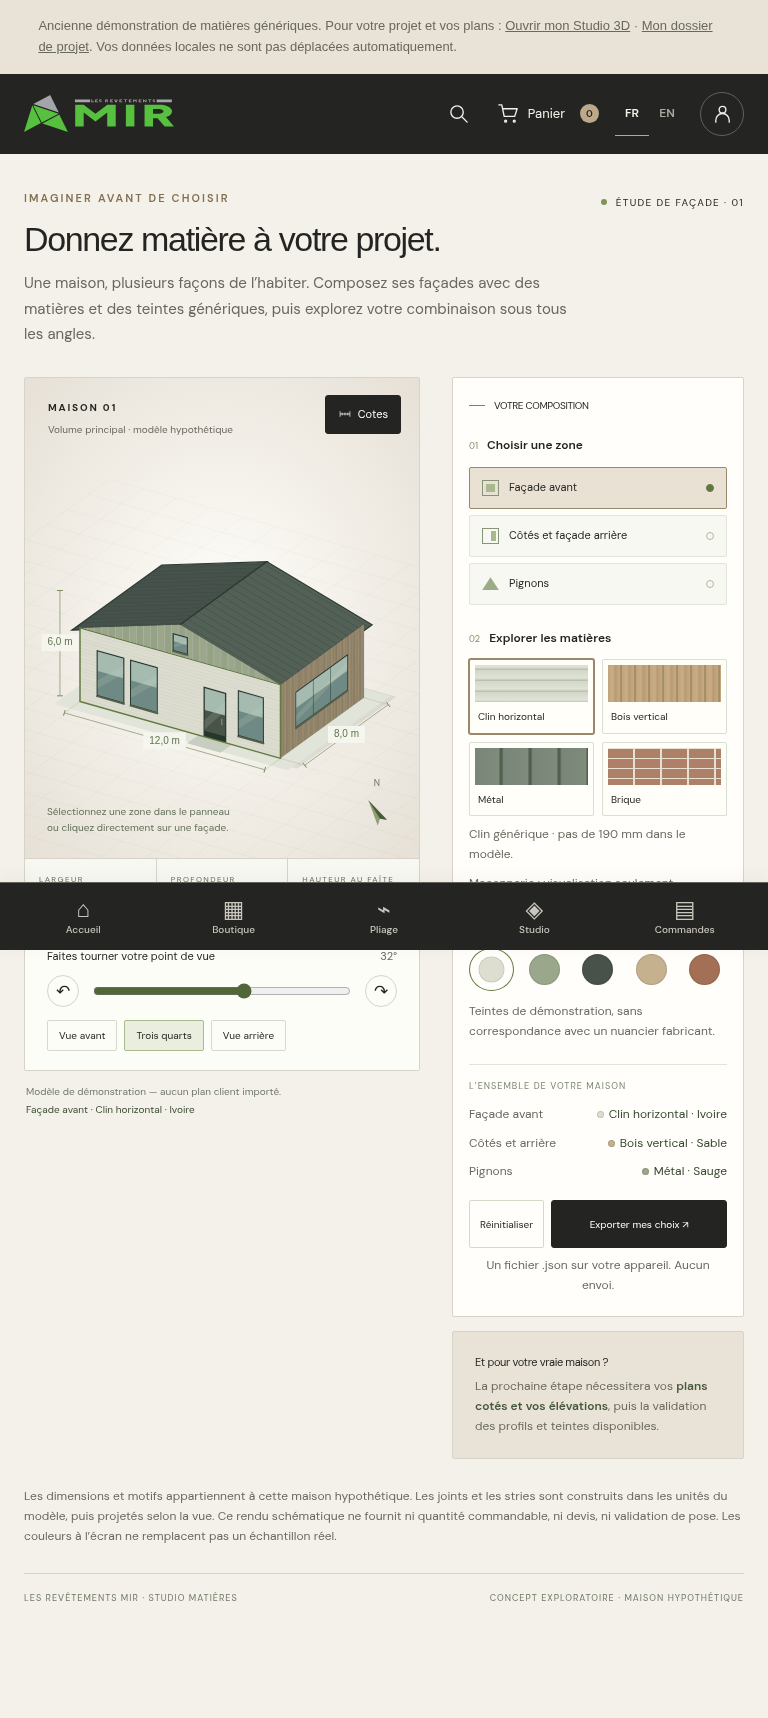 Ancienne démonstration de matières génériques. Pour votre projet et vos plans : Ouvrir mon Studio 3D · Mon dossier
de projet. Vos données locales ne sont pas déplacées automatiquement.
LES REVÊTEMENTS
MIR
Panier 0
FR EN
IMAGINER AVANT DE CHOISIR
ÉTUDE DE FAÇADE · 01
Donnez matière à votre projet.
Une maison, plusieurs façons de l’habiter. Composez ses façades avec des
matières et des teintes génériques, puis explorez votre combinaison sous tous
les angles.
MAISON 01
Volume principal · modèle hypothétique
Cotes
6,0 m
12,0 m
8,0 m
N
Sélectionnez une zone dans le panneau
ou cliquez directement sur une façade.
LARGEUR PROFONDEUR HAUTEUR AU FAÎTE
Faites tourner votre point de vue 32°
Vue avant Trois quarts Vue arrière
Modèle de démonstration — aucun plan client importé.
Façade avant · Clin horizontal · Ivoire
VOTRE COMPOSITION
01 Choisir une zone
Façade avant
Côtés et façade arrière
Pignons
02 Explorer les matières
Clin horizontal
Bois vertical
Métal
Brique
Clin générique · pas de 190 mm dans le
modèle.
Teintes de démonstration, sans
correspondance avec un nuancier fabricant.
L’ENSEMBLE DE VOTRE MAISON
Façade avant Clin horizontal · Ivoire
Côtés et arrière Bois vertical · Sable
Pignons Métal · Sauge
Réinitialiser
Exporter mes choix ↗
Un fichier .json sur votre appareil. Aucun
envoi.
Et pour votre vraie maison ?
La prochaine étape nécessitera vos plans
cotés et vos élévations, puis la validation
des profils et teintes disponibles.
Accueil Boutique Pliage Studio Commandes
Les dimensions et motifs appartiennent à cette maison hypothétique. Les joints et les stries sont construits dans les unités du
modèle, puis projetés selon la vue. Ce rendu schématique ne fournit ni quantité commandable, ni devis, ni validation de pose. Les
couleurs à l’écran ne remplacent pas un échantillon réel.
LES REVÊTEMENTS MIR · STUDIO MATIÈRES
CONCEPT EXPLORATOIRE · MAISON HYPOTHÉTIQUE